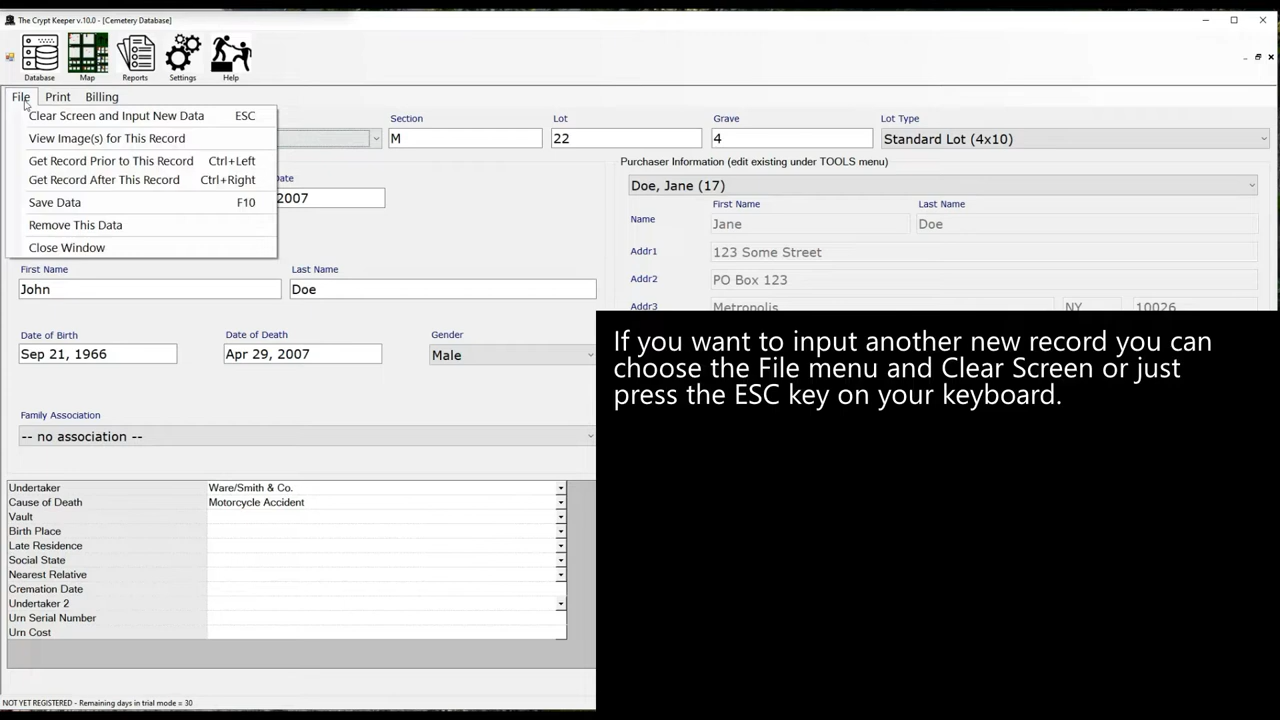 The Crypt Keeper v.10.0 - [Cemetery Database]
Database Map Reports Settings Help
File Print Billing
Clear Screen and Input New Data ESC
View Image(s) for This Record
Get Record Prior to This Record Ctrl+Left
Get Record After This Record Ctrl+Right
Save Data F10
Remove This Data
Close Window
Section Lot Grave Lot Type
M 22 4 Standard Lot (4x10)
Purchaser Information (edit existing under TOOLS menu)
Date
2007
Doe, Jane (17)
First Name Last Name
Name Jane Doe
Addr1 123 Some Street
Addr2 PO Box 123
Addr3 Metropolis NY 10026
First Name Last Name
John Doe
Date of Birth Date of Death Gender
Sep 21, 1966 Apr 29, 2007 Male
Family Association
-- no association --
Undertaker Ware/Smith & Co.
Cause of Death Motorcycle Accident
Vault
Birth Place
Late Residence
Social State
Nearest Relative
Cremation Date
Undertaker 2
Urn Serial Number
Urn Cost
If you want to input another new record you can
choose the File menu and Clear Screen or just
press the ESC key on your keyboard.
NOT YET REGISTERED - Remaining days in trial mode = 30